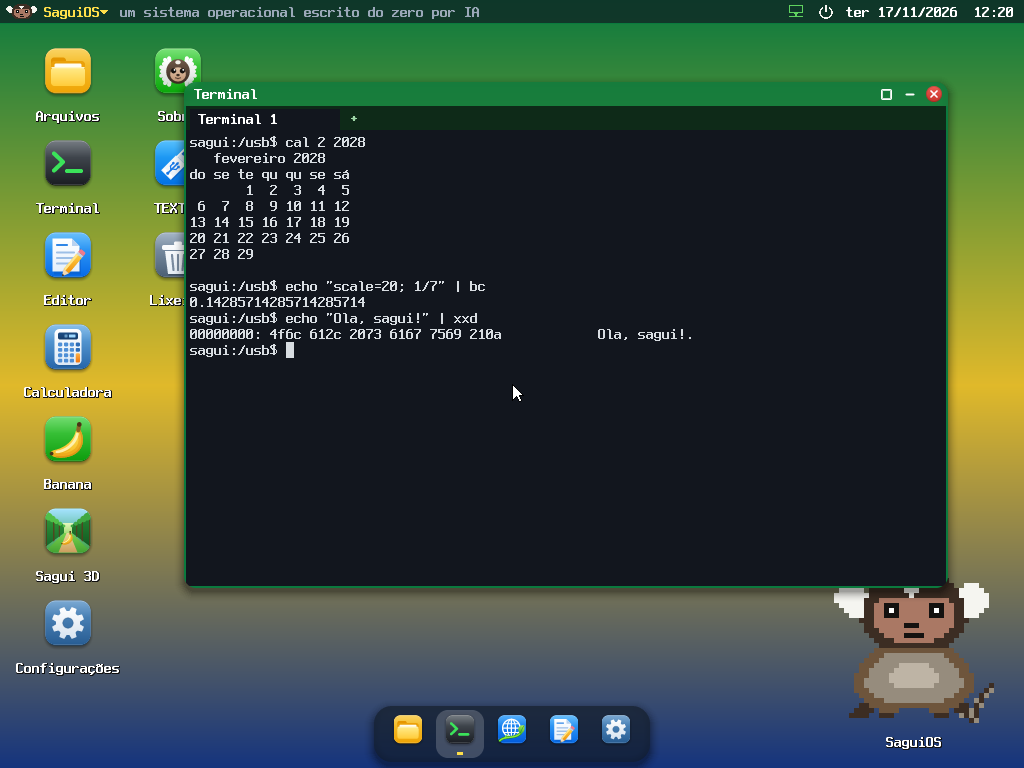 SaguiOS um sistema operacional escrito do zero por IA ter 17/11/2026 12:20
Arquivos
Terminal
Editor
Calculadora
Banana
Sagui 3D
Configurações
Terminal
Terminal 1 +
sagui:/usb$ cal 2 2028
   fevereiro 2028
do se te qu qu se sá
       1  2  3  4  5
 6  7  8  9 10 11 12
13 14 15 16 17 18 19
20 21 22 23 24 25 26
27 28 29
sagui:/usb$ echo "scale=20; 1/7" | bc
0.14285714285714285714
sagui:/usb$ echo "Ola, sagui!" | xxd
00000000: 4f6c 612c 2073 6167 7569 210a            Ola, sagui!.
sagui:/usb$
SaguiOS